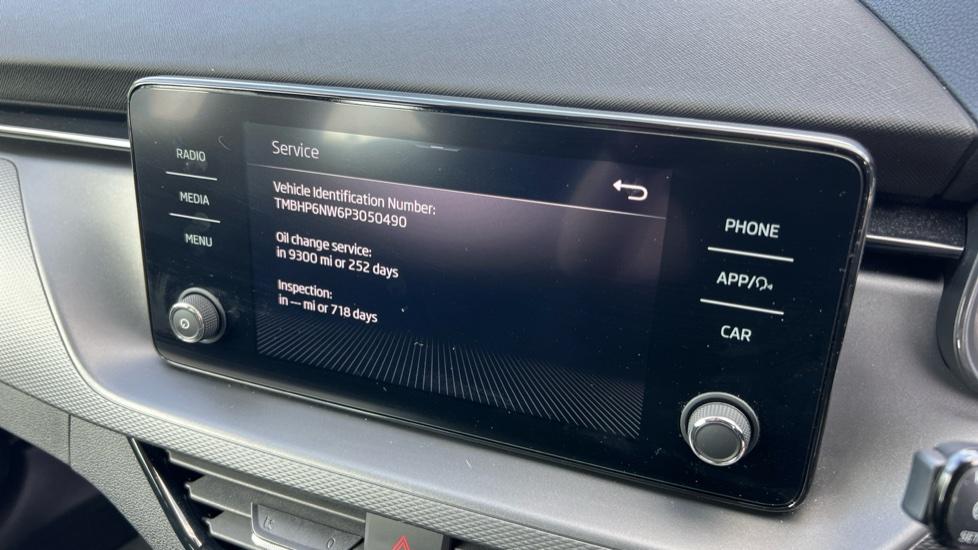 Service
Vehicle Identification Number:
TMBHP6NW6P3050490
Oil change service:
in 9300 mi or 252 days
Inspection:
in --- mi or 718 days
RADIO
MEDIA
MENU
PHONE
APP/
CAR